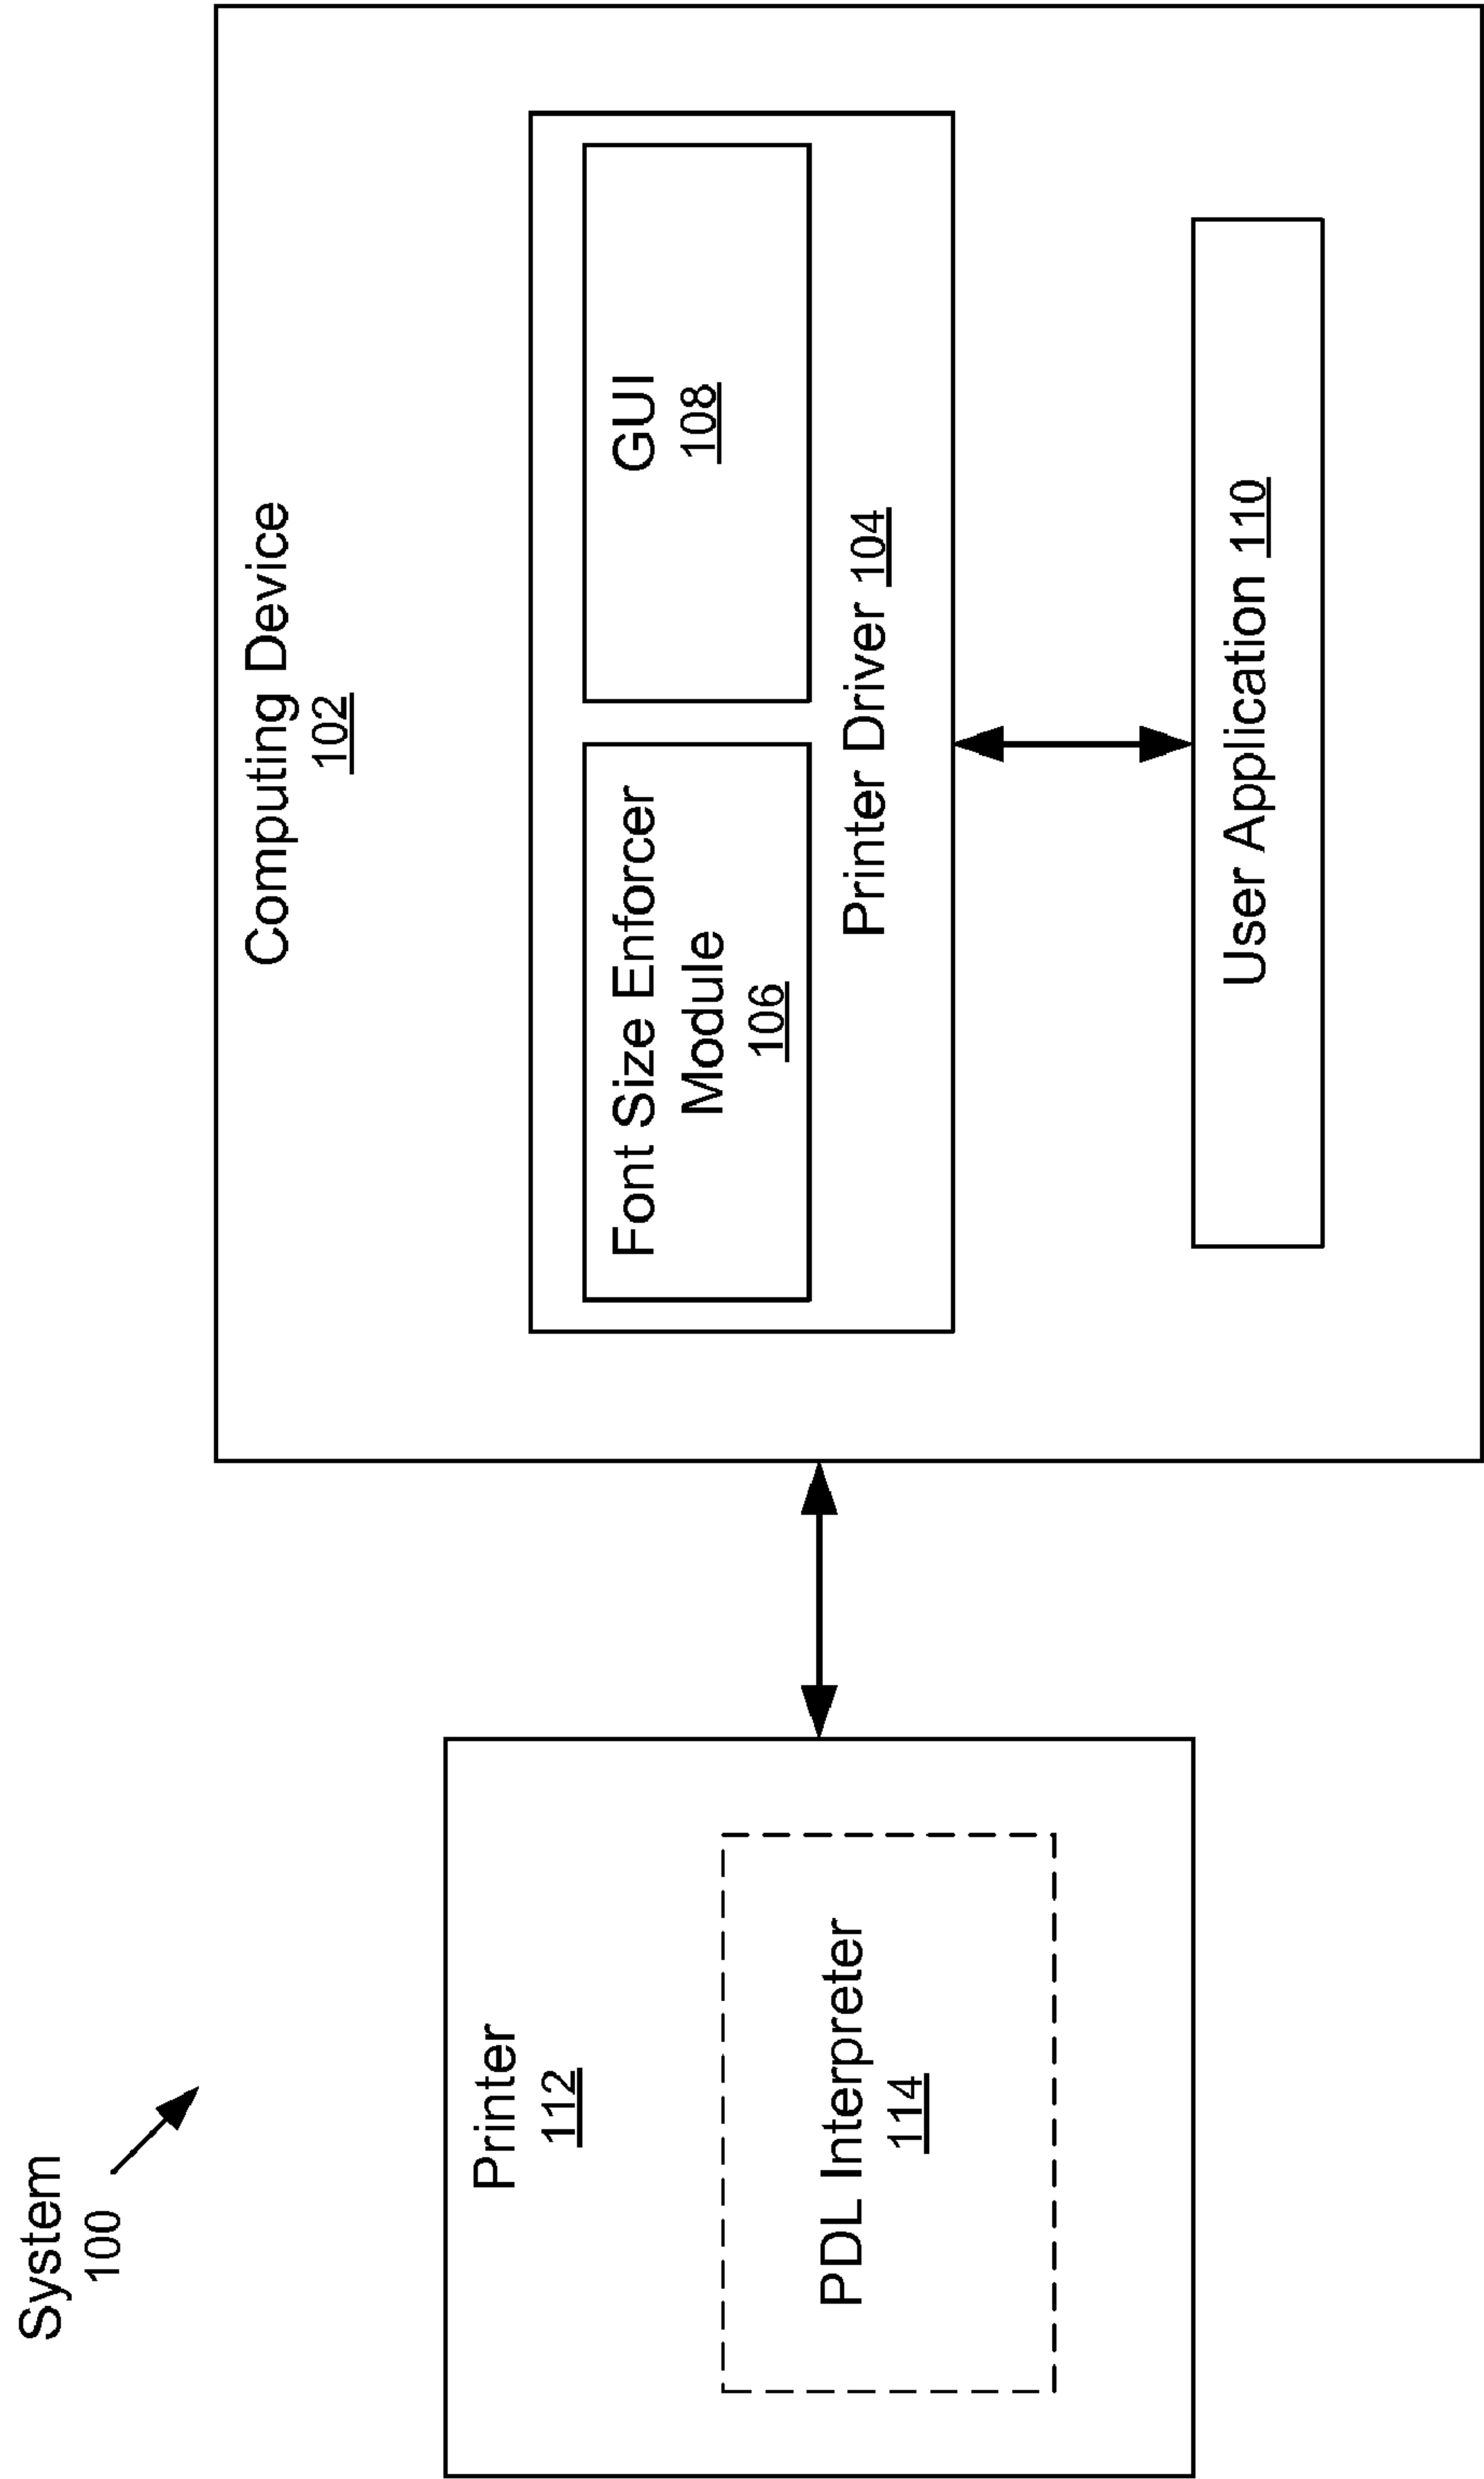 System
100
Printer
112
PDL Interpreter
114
Computing Device
102
Font Size Enforcer
Module
106
GUI
108
Printer Driver 104
User Application 110